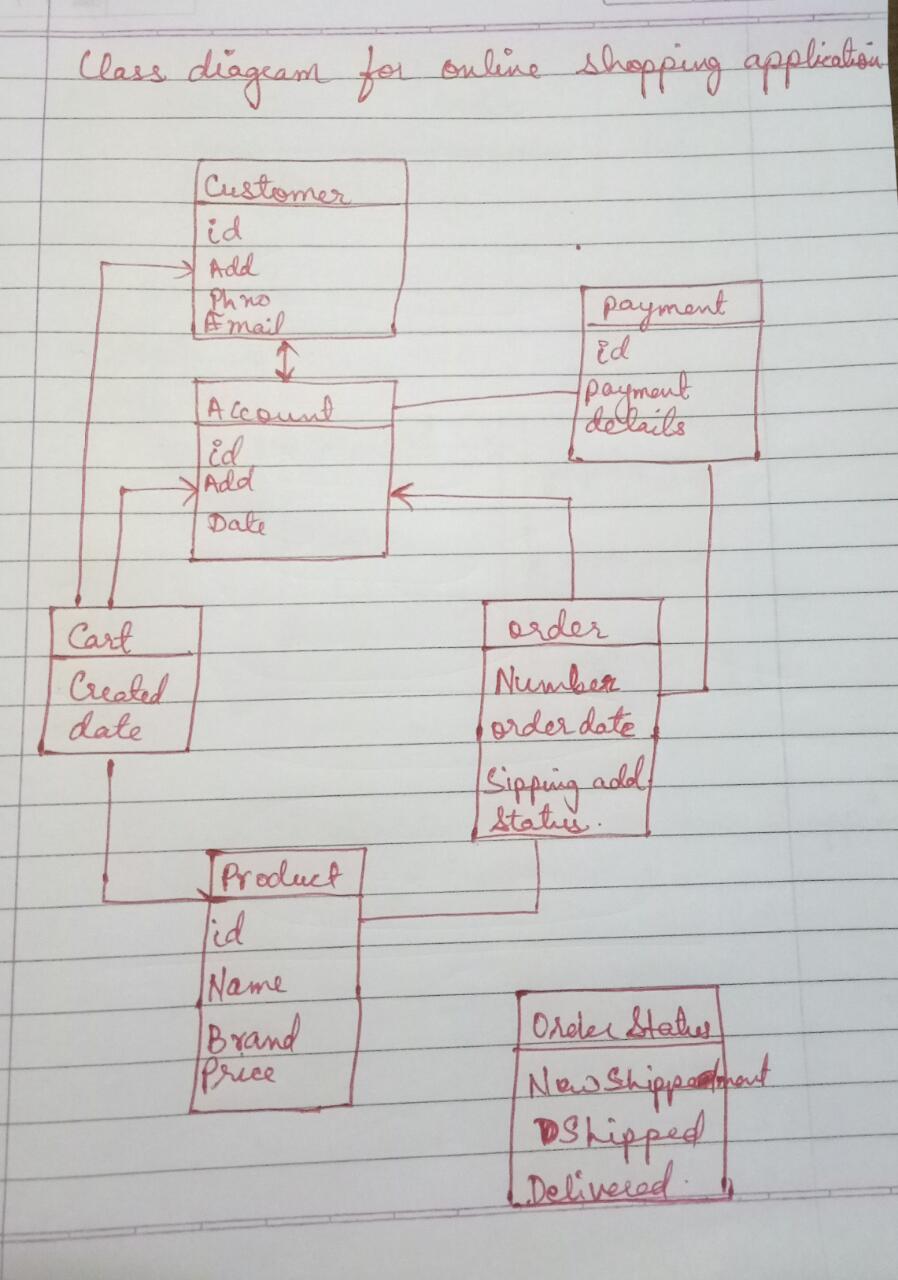 Class diagram for online shopping application
Customer
id
Add
Ph no
Email
Payment
id
payment
details
Account
id
Add
Date
Cart
Created
date
order
Number
order date
Sipping add
Status.
Product
id
Name
Brand
Price
Order Status
New
Shipped
Delivered.